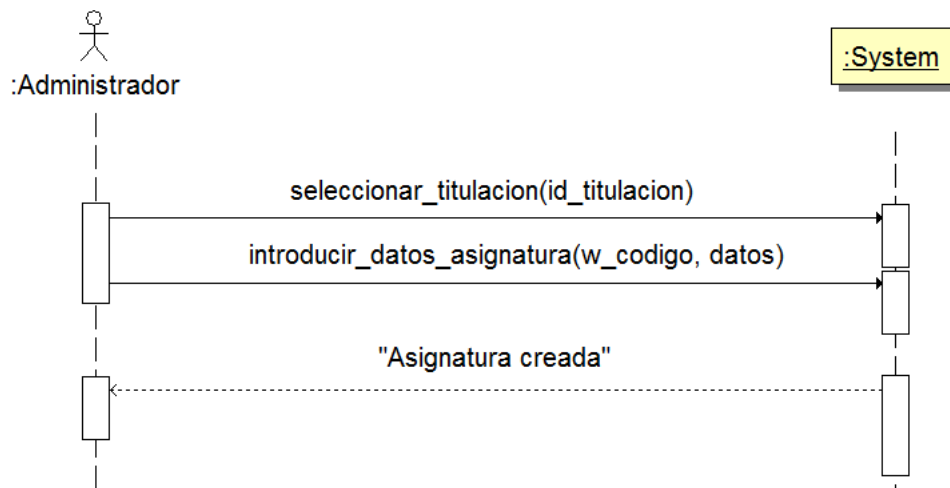 :Administrador
:System
seleccionar_titulacion(id_titulacion)
introducir_datos_asignatura(w_codigo, datos)
"Asignatura creada"